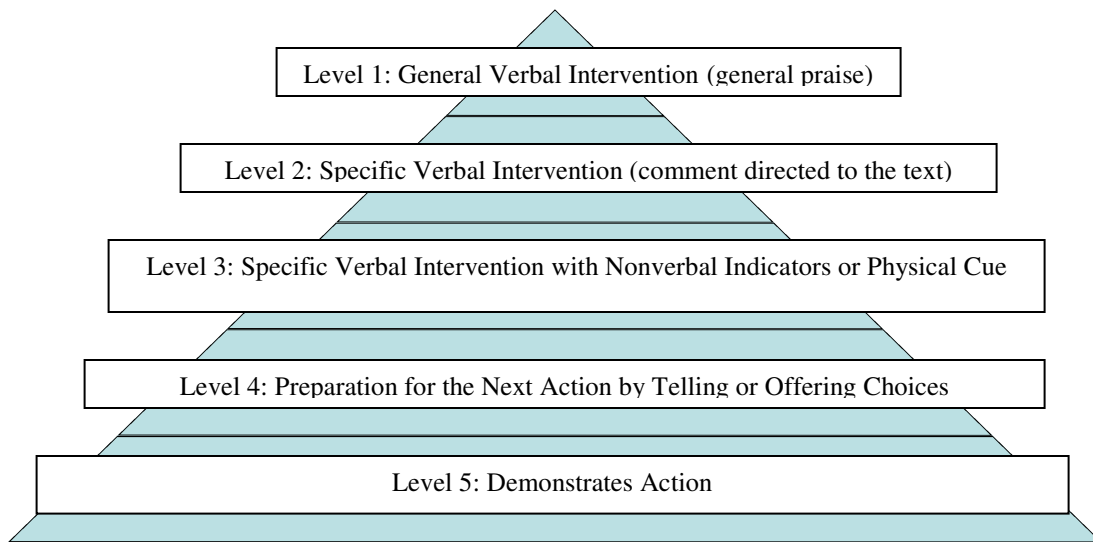 Level 1: General Verbal Intervention (general praise)
Level 2: Specific Verbal Intervention (comment directed to the text)
Level 3: Specific Verbal Intervention with Nonverbal Indicators or Physical Cue
Level 4: Preparation for the Next Action by Telling or Offering Choices
Level 5: Demonstrates Action